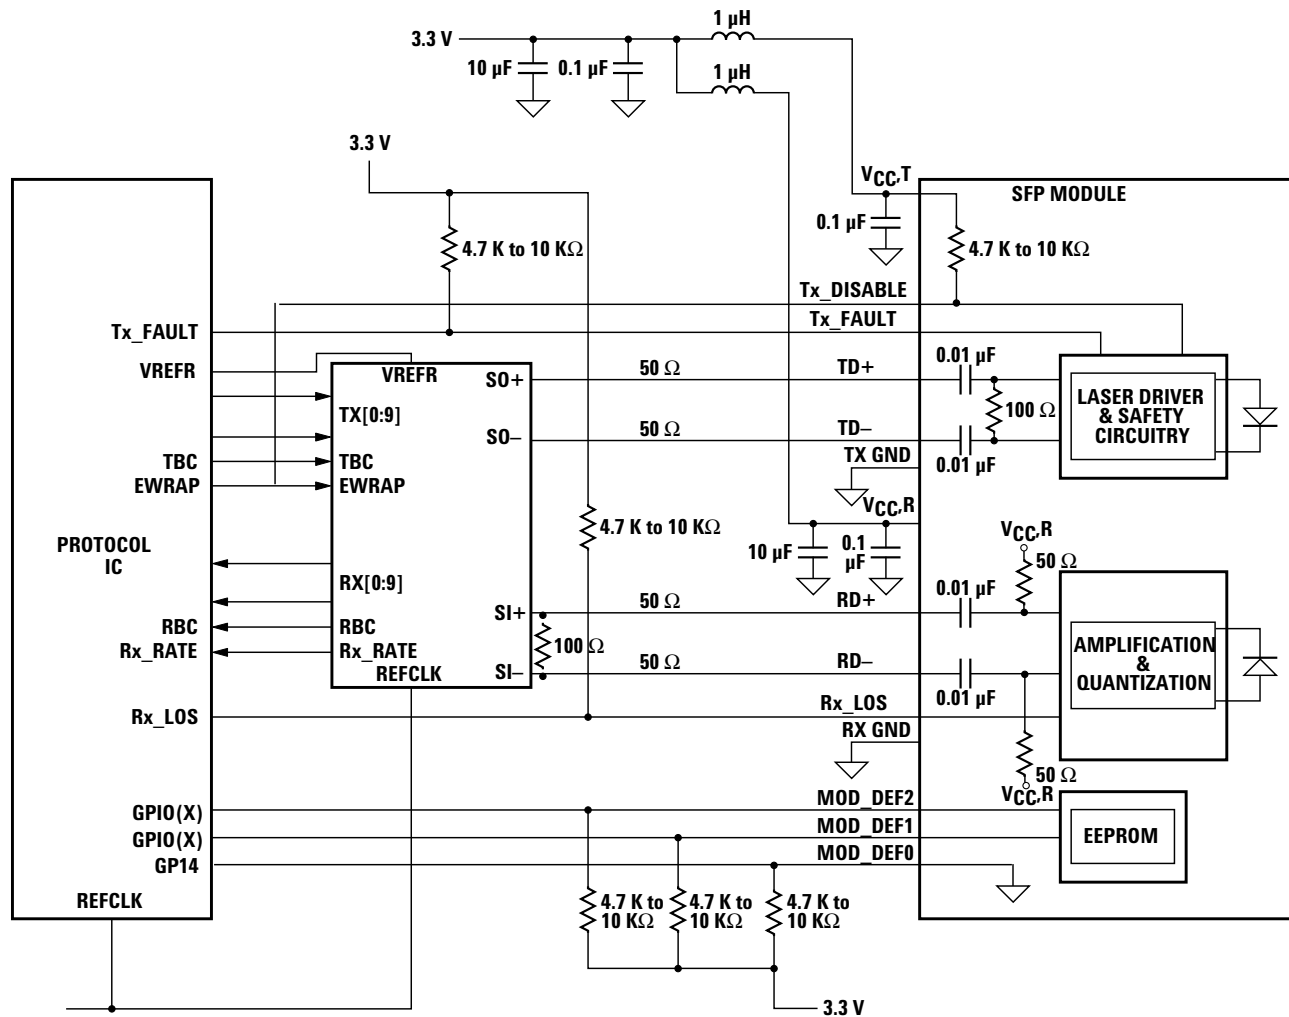 1 µH
3.3 V
10 µF
0.1 µF
1 µH
3.3 V
VCC,T
SFP MODULE
0.1 µF
4.7 K to 10 KΩ
4.7 K to 10 KΩ
Tx_DISABLE
Tx_FAULT
Tx_FAULT
VREFR
VREFR
SO+
50 Ω
TD+
0.01 µF
TX[0:9]
100 Ω
LASER DRIVER
& SAFETY
CIRCUITRY
SO–
50 Ω
TD–
0.01 µF
TX GND
TBC
TBC
EWRAP
EWRAP
VCC,R
4.7 K to 10 KΩ
10 µF
0.1
µF
VCC,R
50 Ω
PROTOCOL
IC
RX[0:9]
SI+
50 Ω
RD+
0.01 µF
RBC
RBC
100 Ω
Rx_RATE
Rx_RATE
REFCLK
SI–
50 Ω
RD–
0.01 µF
AMPLIFICATION
&
QUANTIZATION
Rx_LOS
Rx_LOS
RX GND
50 Ω
VCC,R
GPIO(X)
MOD_DEF2
GPIO(X)
MOD_DEF1
EEPROM
GP14
MOD_DEF0
REFCLK
4.7 K to
10 KΩ
4.7 K to
10 KΩ
4.7 K to
10 KΩ
3.3 V